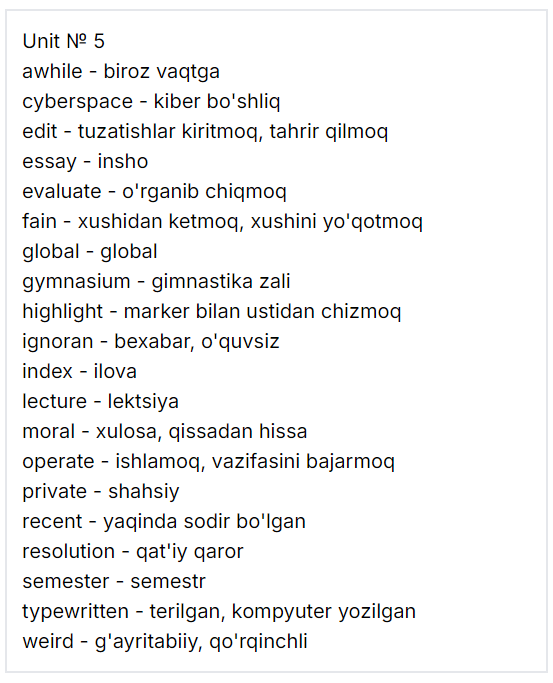 Unit № 5
awhile - biroz vaqtga
cyberspace - kiber bo'shliq
edit - tuzatishlar kiritmoq, tahrir qilmoq
essay - insho
evaluate - o'rganib chiqmoq
fain - xushidan ketmoq, xushini yo'qotmoq
global - global
gymnasium - gimnastika zali
highlight - marker bilan ustidan chizmoq
ignoran - bexabar, o'quvsiz
index - ilova
lecture - lektsiya
moral - xulosa, qissadan hissa
operate - ishlamoq, vazifasini bajarmoq
private - shahsiy
recent - yaqinda sodir bo'lgan
resolution - qat'iy qaror
semester - semestr
typewritten - terilgan, kompyuter yozilgan
weird - g'ayritabiiy, qo'rqinchli